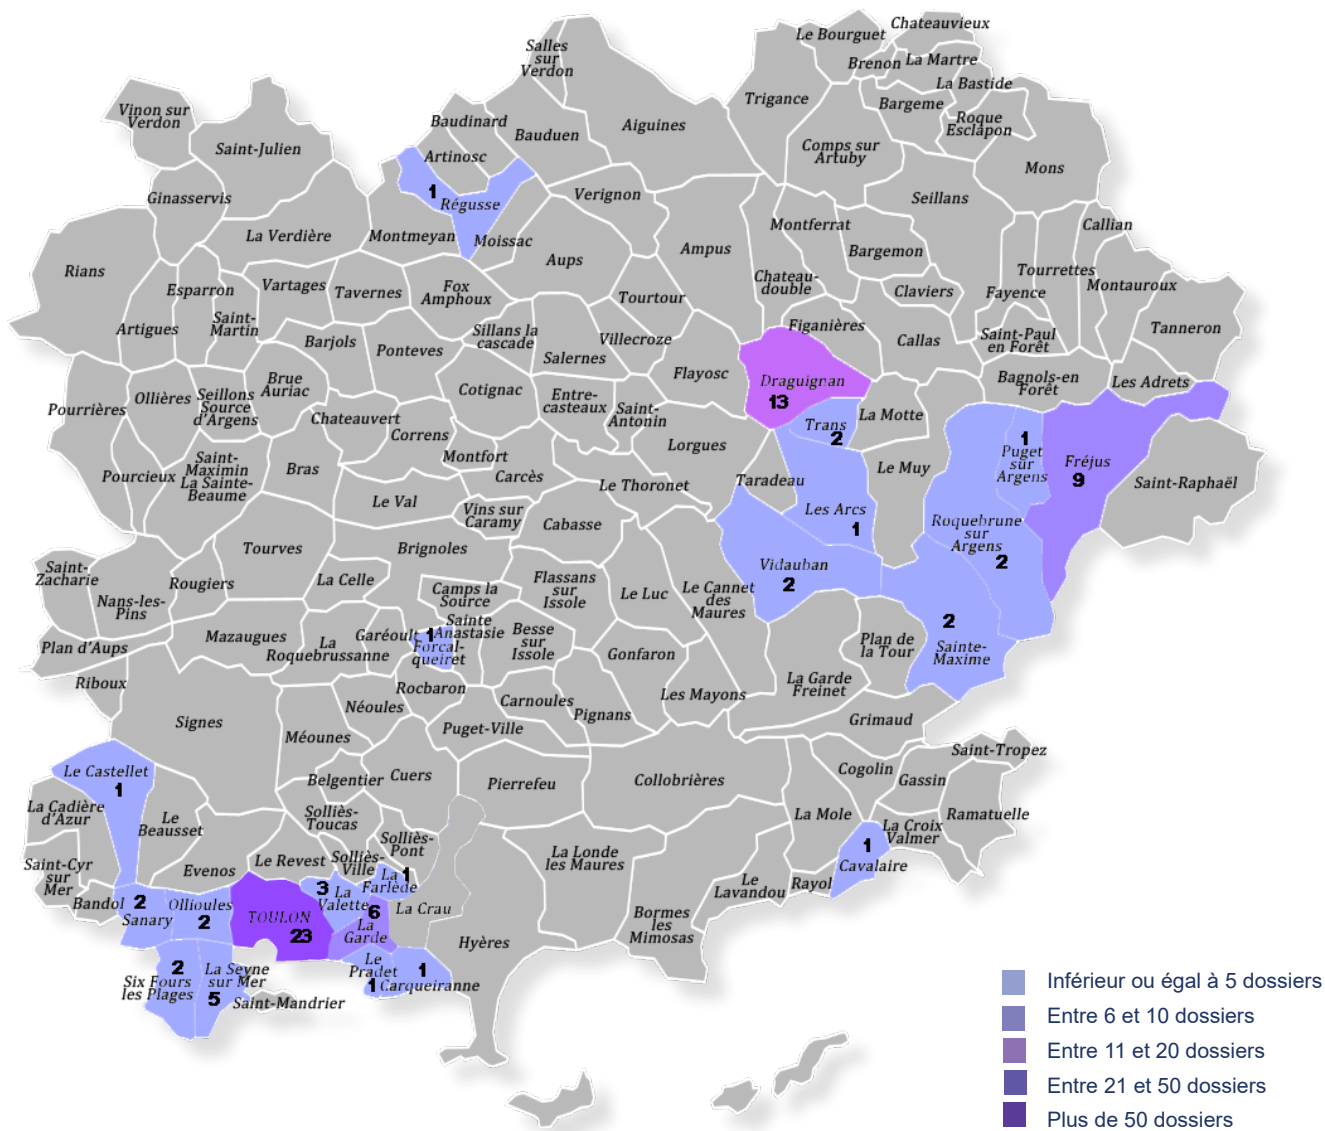 Chateauvieux
Le Bourguet
Brenon
La Martre
La Bastide
Salles
sur
Verdon
Trigance
Bargeme
Roque
Esclapon
Vinon sur
Verdon
Baudinard
Bauduen
Aiguines
Saint-Julien
Artinosc
Comps sur
Artuby
Mons
Ginasservis
1
Régusse
Verignon
Seillans
La Verdière
Montmeyan
Moissac
Aups
Ampus
Montferrat
Bargemon
Callian
Rians
Esparron
Vartages
Tavernes
Fox
Amphoux
Tourtour
Chateau-
double
Claviers
Fayence
Tourrettes
Montauroux
Artigues
Saint-
Martin
Barjols
Ponteves
Sillans la
cascade
Salernes
Villecroze
Figanières
Callas
Saint-Paul
en Forêt
Tanneron
Pourrières
Ollières
Seillons
Source
d'Argens
Brue
Auriac
Cotignac
Entre-
casteaux
Flayosc
Draguignan
13
Bagnols-en
Forêt
Les Adrets
Chateauvert
Correns
Saint-
Antonin
Lorgues
Trans
2
La Motte
Pourcieux
Saint-
Maximin
La Sainte-
Beaume
Bras
Montfort
Carcès
Le Thoronet
Taradeau
Le Muy
1
Puget
sur
Argens
Fréjus
9
Saint-Raphaël
Le Val
Vins sur
Caramy
Cabasse
Les Arcs
1
Roquebrune
sur
Argens
2
Saint-
Zacharie
Nans-les-
Pins
Rougiers
Tourves
La Celle
Brignoles
Camps la
Source
Flassans
sur
Issole
Le Luc
Le Cannet
des
Maures
Vidauban
2
Plan d'Aups
Mazaugues
La
Roquebrussanne
Garéoult
1
Sainte
Anastasie
Forcal-
queiret
Besse
sur
Issole
Gonfaron
Plan de
la Tour
2
Sainte-
Maxime
Riboux
Signes
Néoules
Rocbaron
Carnoules
Pignans
Les Mayons
La Garde
Freinet
Grimaud
Méounes
Puget-Ville
Le Castellet
1
Belgentier
Cuers
Pierrefeu
Collobrières
Cogolin
Gassin
Saint-Tropez
La Cadière
d'Azur
Le
Beausset
Solliès-
Toucas
Solliès-
Pont
La Mole
La Croix
Valmer
Ramatuelle
Saint-Cyr
sur
Mer
Evenos
Le Revest
Solliès-
Ville
La
Farlède
1
La Londe
les Maures
Le
Lavandou
Rayol
1
Cavalaire
Bandol
2
Sanary
Ollioules
2
TOULON
23
3
La
Valette
6
La
Garde
La Crau
Hyères
Bormes
les
Mimosas
2
Six Fours
les Plages
La Seyne
sur Mer
5
Saint-Mandrier
Le
Pradet
1
1
Carqueiranne
Inférieur ou égal à 5 dossiers
Entre 6 et 10 dossiers
Entre 11 et 20 dossiers
Entre 21 et 50 dossiers
Plus de 50 dossiers